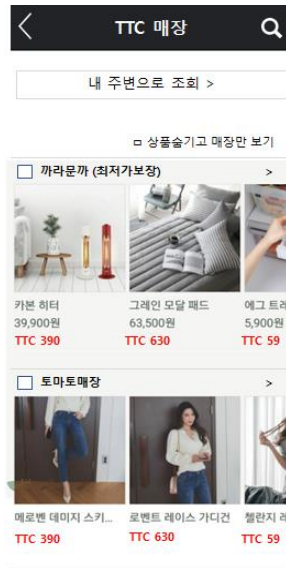 TTC 매장
내 주변으로 조회 >
ㅁ 상품숨기고 매장만 보기
까라문까 (최저가보장) >
카본 히터 그레인 모달 패드 에그 트레
39,900원 63,500원 5,900원
TTC 390 TTC 630 TTC 59
토마토매장 >
메로벤 데미지 스키... 로벤트 레이스 가디건 첼란지 레
TTC 390 TTC 630 TTC 59